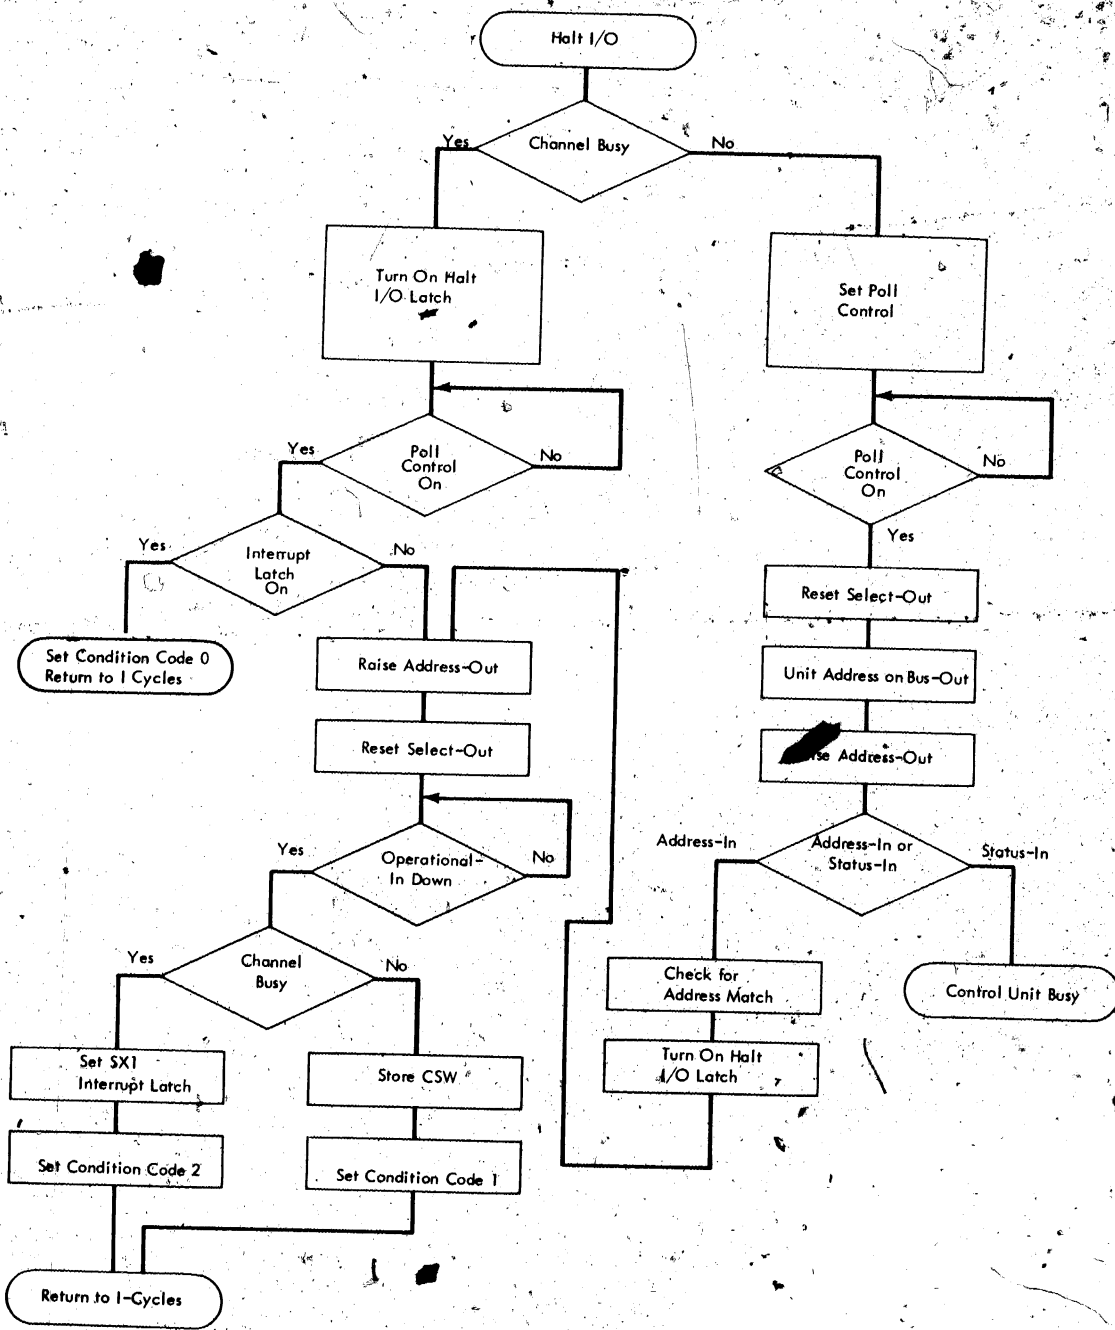 Halt I/O
Channel Busy
Yes
No
Turn On Halt
I/O Latch
Set Poll
Control
Yes
Poll
Control
On
No
Poll
Control
On
No
Yes
Yes
Interrupt
Latch
On
No
Reset Select-Out
Set Condition Code 0
Return to I Cycles
Raise Address-Out
Unit Address on Bus-Out
Reset Select-Out
Address-Out
Yes
Operational-
In Down
No
Address-In
Address-In or
Status-In
Status-In
Yes
Channel
Busy
No
Check for
Address Match
Control Unit Busy
Set SX1
Interrupt Latch
Store CSW
Turn On Halt
I/O Latch
Set Condition Code 2
Set Condition Code 1
Return to I-Cycles